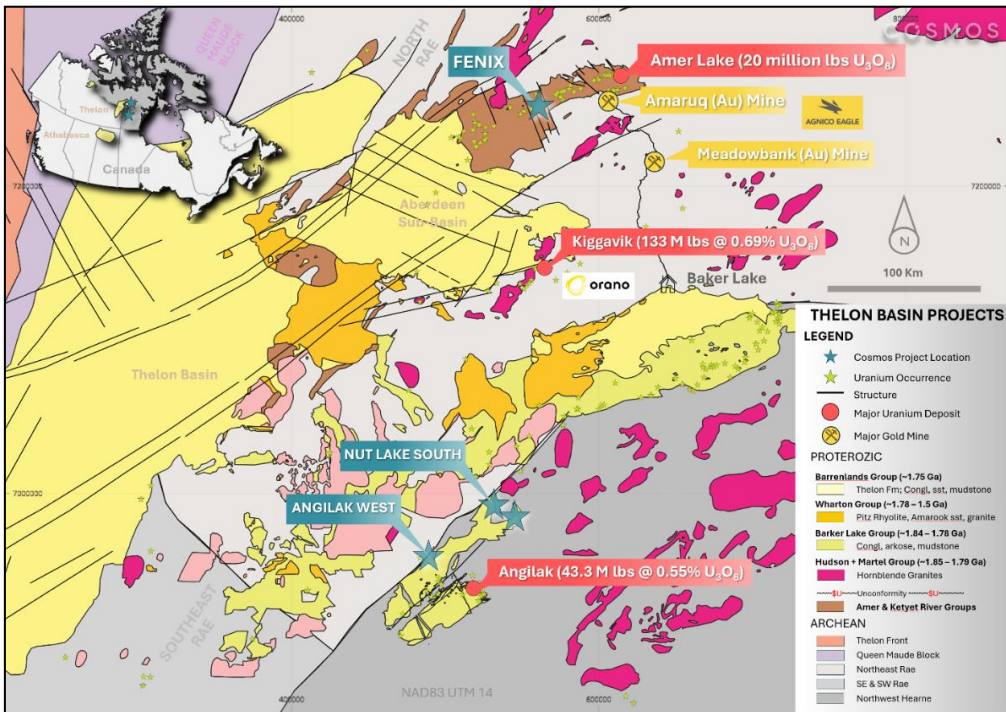 400000
600000
800000
COSMOS
QUEEN
MAUDE
BLOCK
NORTH
RAE
FENIX
Amer Lake (20 million lbs U₃O₈)
Amaruq (Au) Mine
AGNICO EAGLE
Meadowbank (Au) Mine
Thelon
Athabasca
Canada
7200000
7200000
Aberdeen
Sub-Basin
Kiggavik (133 M lbs @ 0.69% U₃O₈)
orano
Baker Lake
N
100 Km
Thelon Basin
NUT LAKE SOUTH
ANGILAK WEST
Angilak (43.3 M lbs @ 0.55% U₃O₈)
SOUTHEAST
RAE
NAD83 UTM 14
400000
600000
THELON BASIN PROJECTS
LEGEND
Cosmos Project Location
Uranium Occurrence
Structure
Major Uranium Deposit
Major Gold Mine
PROTEROZIC
Barrenlands Group (~1.75 Ga)
Thelon Fm; Congl, sst, mudstone
Wharton Group (~1.78 – 1.5 Ga)
Pitz Rhyolite, Amarook sst, granite
Barker Lake Group (~1.84 – 1.78 Ga)
Congl, arkose, mudstone
Hudson + Martel Group (~1.85 – 1.79 Ga)
Hornblende Granites
~~~~$U~~~Unconformity ~~~~~$U~~~
Amer & Ketyet River Groups
ARCHEAN
Thelon Front
Queen Maude Block
Northeast Rae
SE & SW Rae
Northwest Hearne